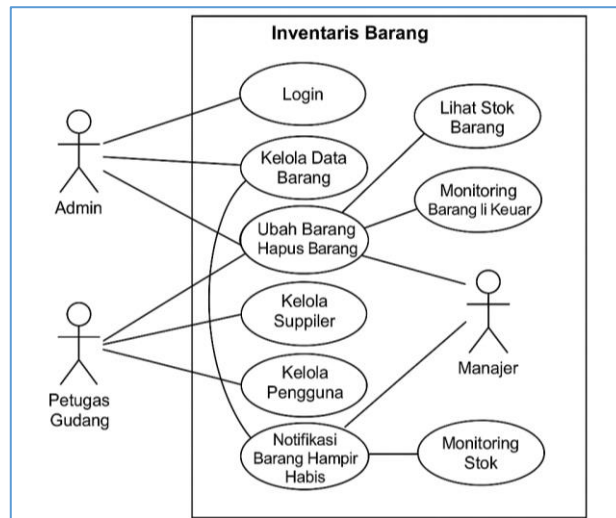 Inventaris Barang
Login
Lihat Stok
Barang
Kelola Data
Barang
Admin
Monitoring
Barang li Keuar
Ubah Barang
Hapus Barang
Kelola
Suppiler
Manajer
Petugas
Gudang
Kelola
Pengguna
Notifikasi
Barang Hampir
Habis
Monitoring
Stok